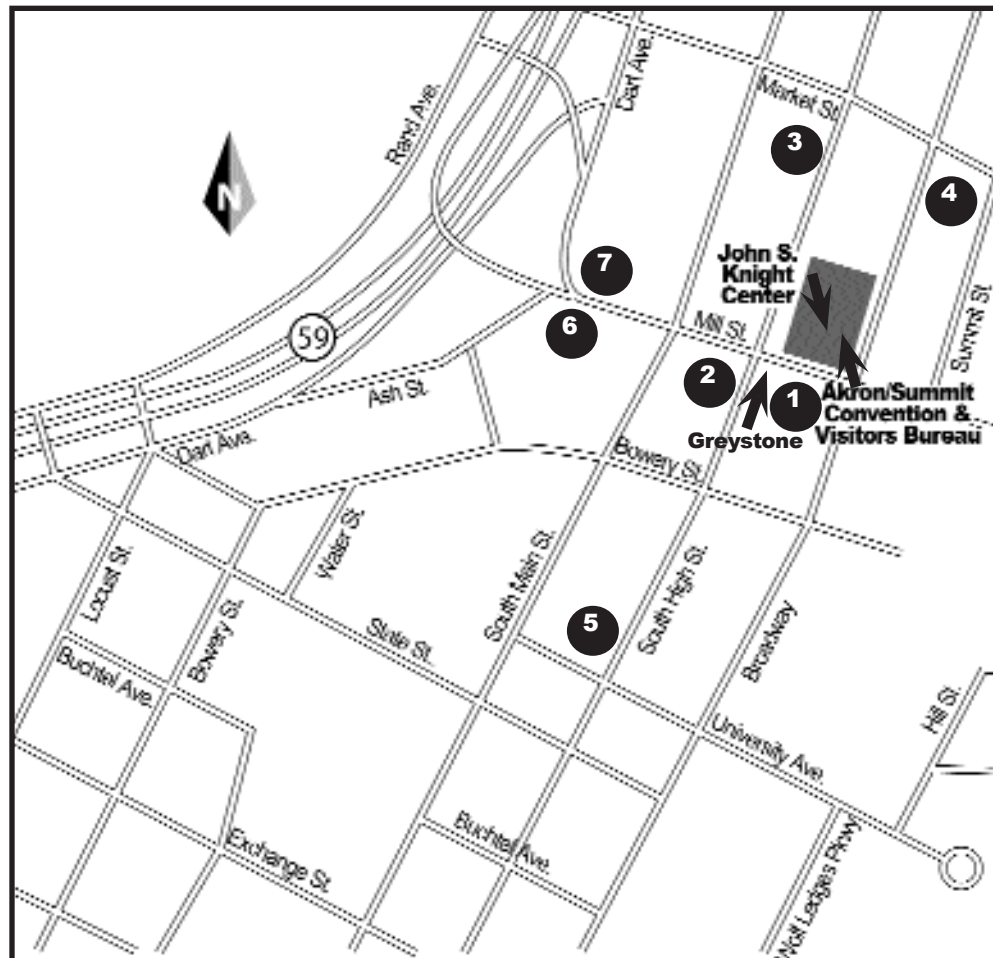 Rand Ave.
Dart Ave.
Market St.
3
4
N
John S.
Knight
Center
7
Mill St.
Summit St.
59
6
2
1
Akron/Summit
Convention &
Visitors Bureau
Ash St.
Greystone
Dart Ave.
Bowery St.
Water St.
Locust St.
South Main St.
South High St.
Bowery St.
5
State St.
Broadway
Buchtel Ave.
Hill St.
University Ave.
Buchtel Ave.
Exchange St.
Wolf Ledges Pkwy